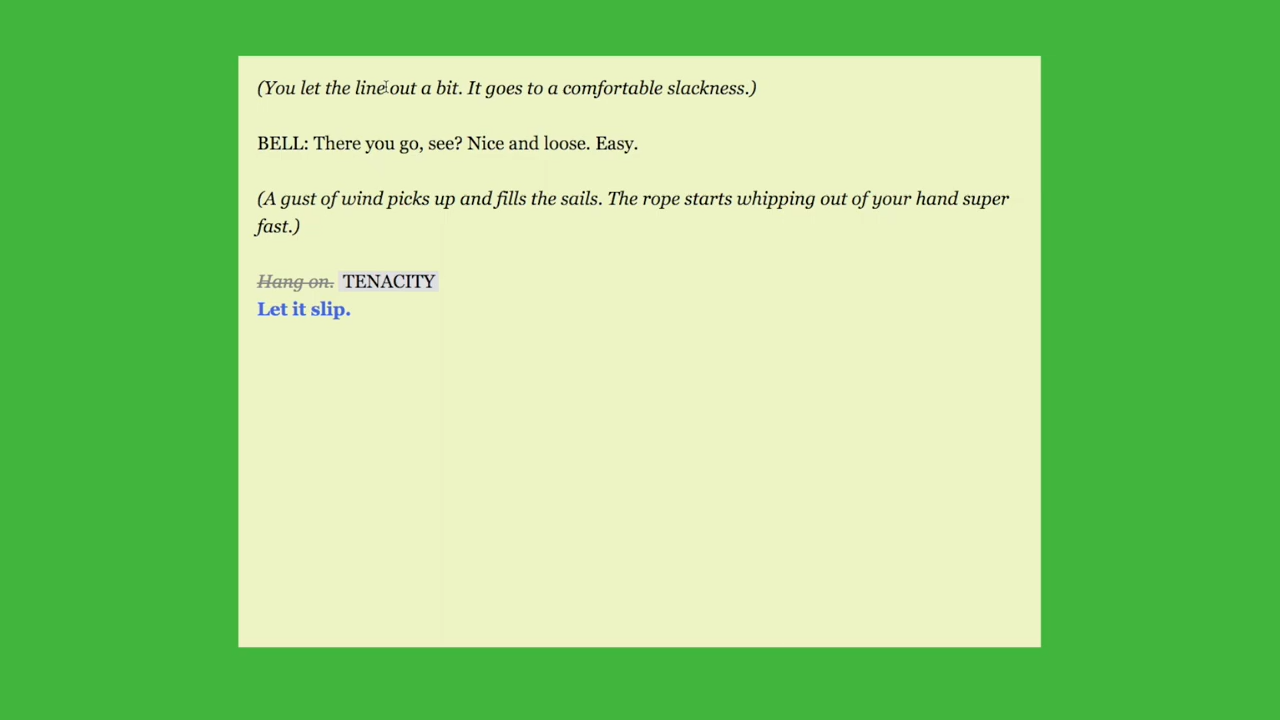 (You let the line out a bit. It goes to a comfortable slackness.)
BELL: There you go, see? Nice and loose. Easy.
(A gust of wind picks up and fills the sails. The rope starts whipping out of your hand super
fast.)
Hang on. TENACITY
Let it slip.